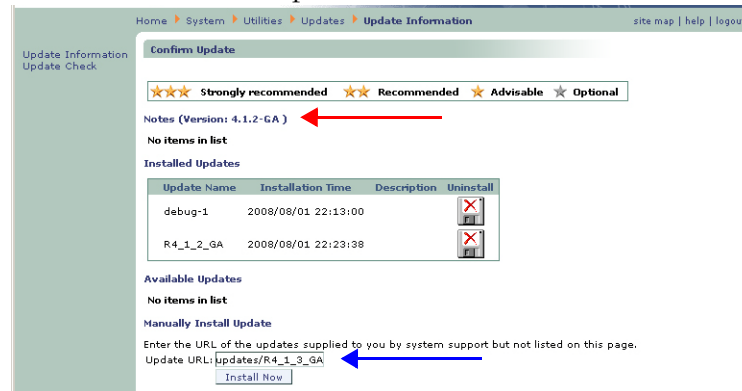 Home System Utilities Updates Update Information site map | help | logou
Update Information
Update Check
Confirm Update
Strongly recommended Recommended Advisable Optional
Notes (Version: 4.1.2-GA )
No items in list
Installed Updates
Update Name Installation Time Description Uninstall
debug-1 2008/08/01 22:13:00
R4_1_2_GA 2008/08/01 22:23:38
Available Updates
No items in list
Manually Install Update
Enter the URL of the updates supplied to you by system support but not listed on this page.
Update URL: updates/R4_1_3_GA
Install Now